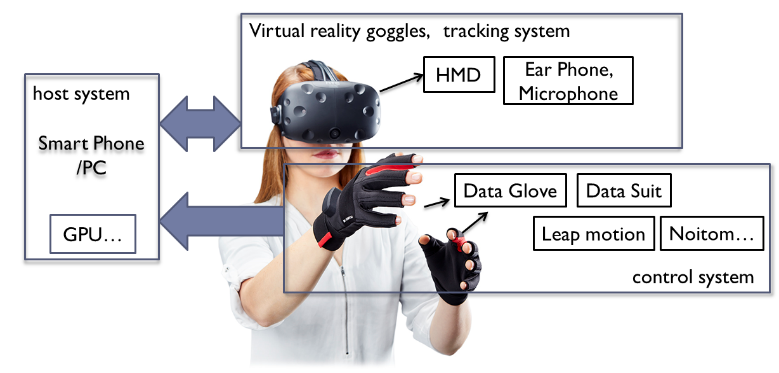 Virtual reality goggles, tracking system
HMD
Ear Phone,
Microphone
host system
Smart Phone
/PC
GPU...
Data Glove
Data Suit
Leap motion
Noitom...
control system